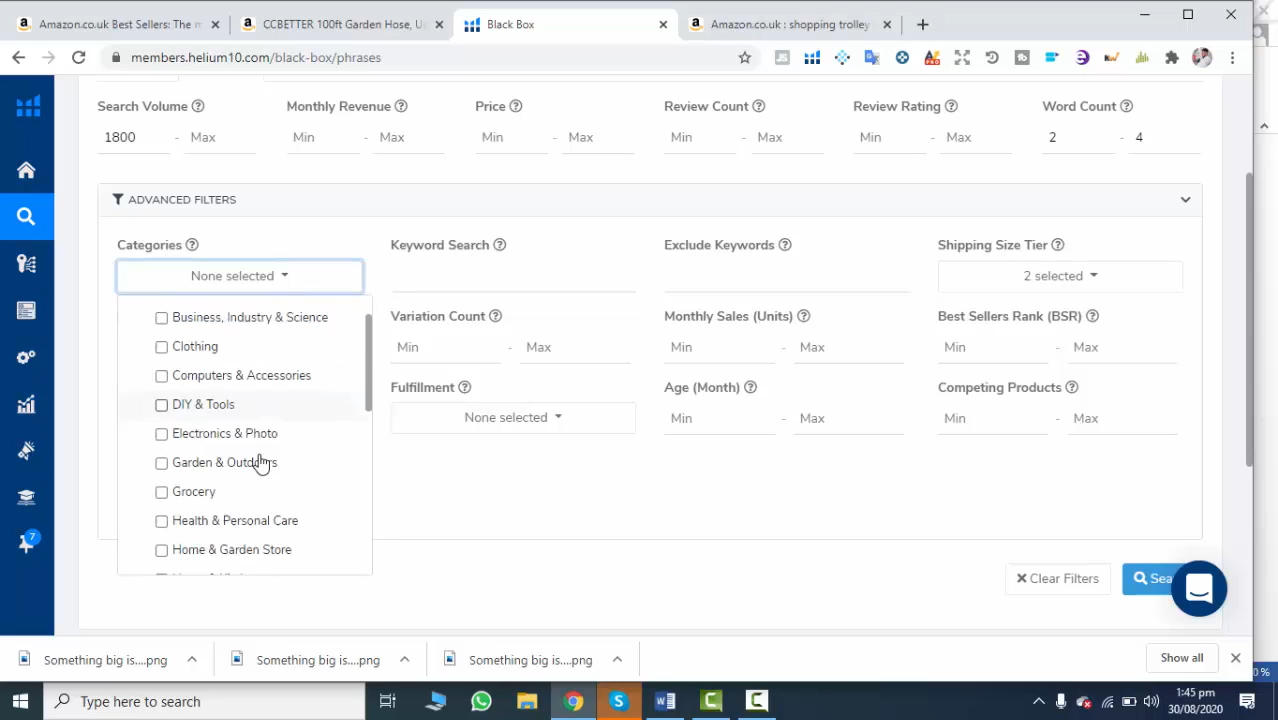 Amazon.co.uk Best Sellers: The m
CCBETTER 100ft Garden Hose, U
Black Box
Amazon.co.uk : shopping trolley
members.helium10.com/black-box/phrases
Search Volume
Monthly Revenue
Price
Review Count
Review Rating
Word Count
1800 - Max
Min - Max
Min - Max
Min - Max
Min - Max
2 - 4
ADVANCED FILTERS
Categories
Keyword Search
Exclude Keywords
Shipping Size Tier
None selected
2 selected
Business, Industry & Science
Clothing
Computers & Accessories
DIY & Tools
Electronics & Photo
Garden & Outdoors
Grocery
Health & Personal Care
Home & Garden Store
Variation Count
Monthly Sales (Units)
Best Sellers Rank (BSR)
Min - Max
Min - Max
Min - Max
Fulfillment
Age (Month)
Competing Products
None selected
Min - Max
Min - Max
7
Clear Filters
Sea
Something big is....png
Something big is....png
Something big is....png
Show all
0 %
Type here to search
1:45 pm
30/08/2020